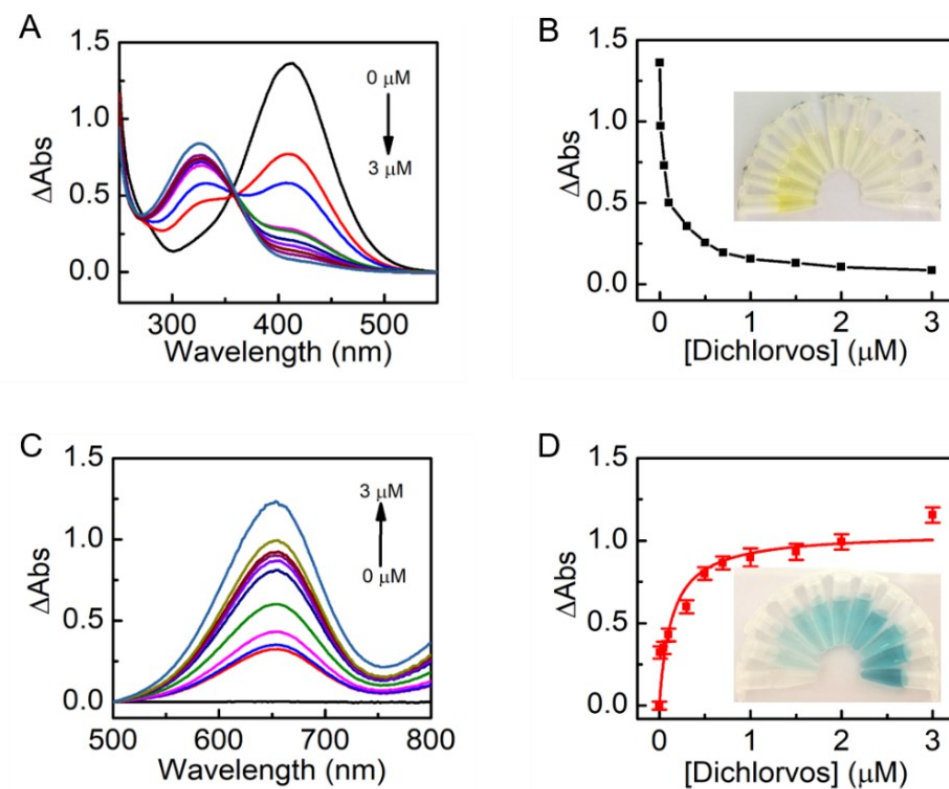 A
1.5
1.0
0.5
0.0
ΔAbs
0 μM
3 μM
300
400
500
Wavelength (nm)
B
1.5
1.0
0.5
0.0
ΔAbs
0
1
2
3
[Dichlorvos] (μM)
C
1.5
1.0
0.5
0.0
ΔAbs
3 μM
0 μM
500
600
700
800
Wavelength (nm)
D
1.5
1.0
0.5
0.0
ΔAbs
0
1
2
3
[Dichlorvos] (μM)